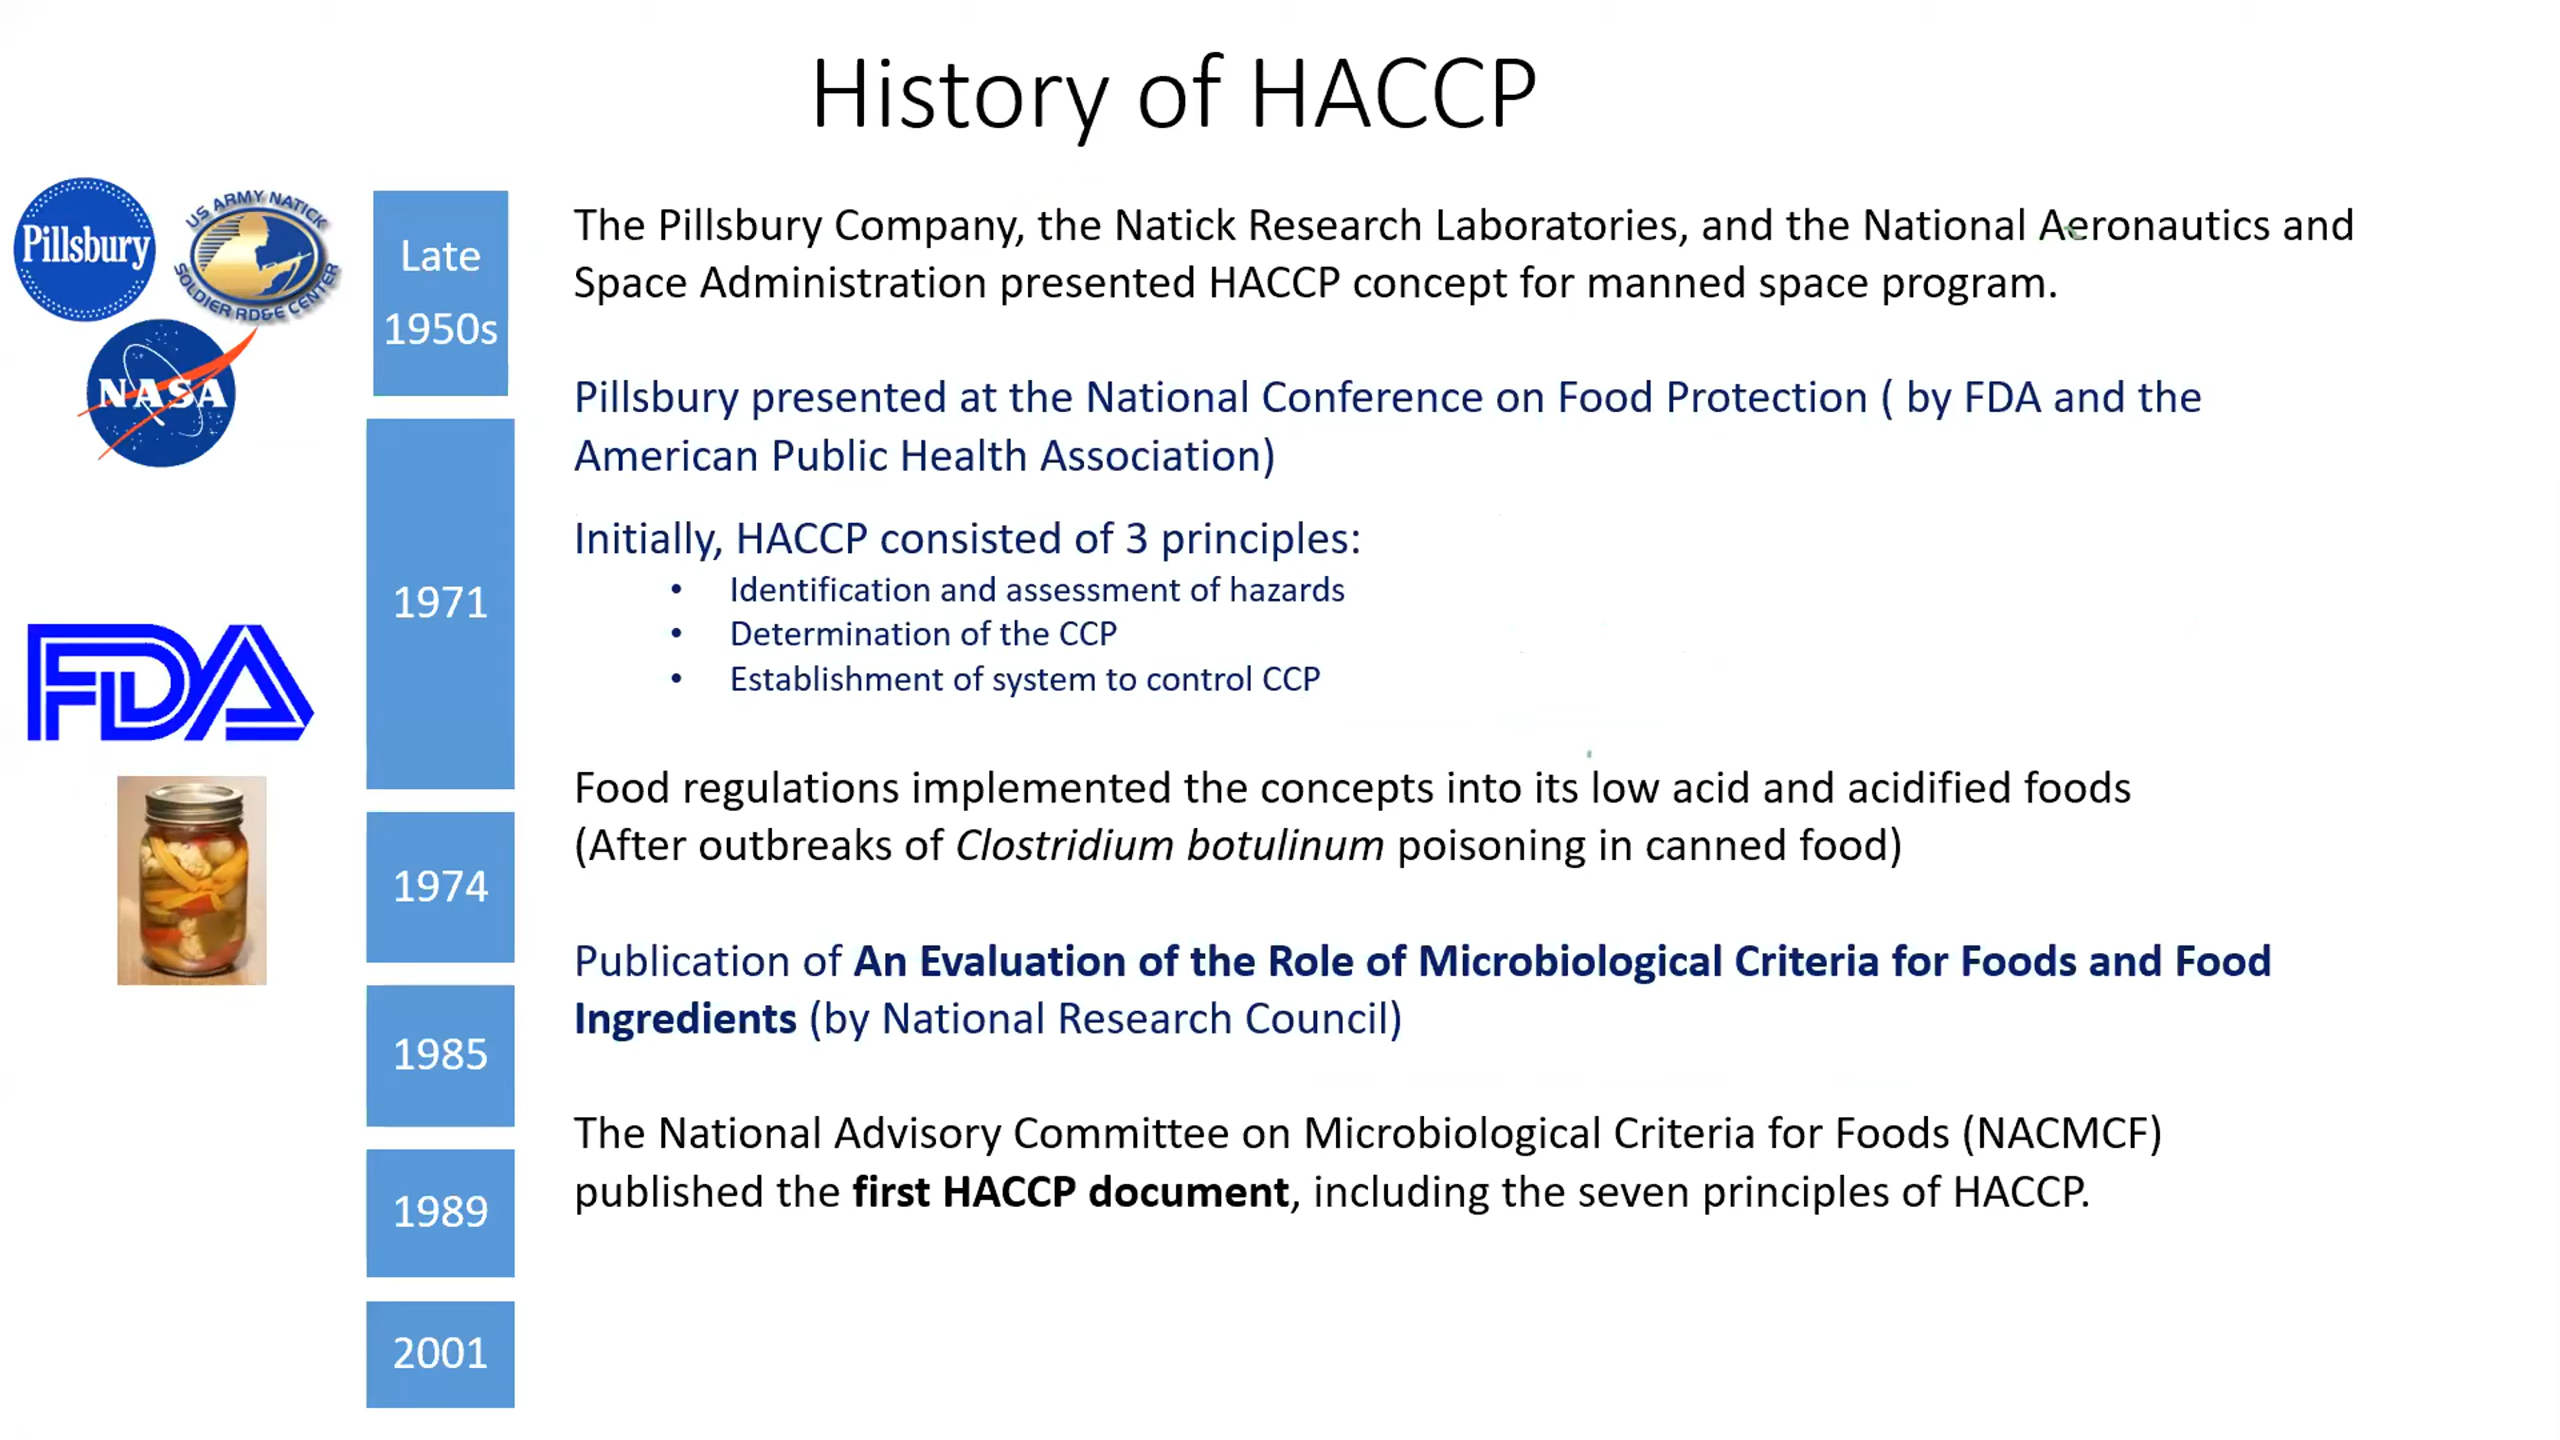 History of HACCP
Pillsbury
US ARMY NATICK
SOLDIER RD&E CENTER
NASA
Late
1950s
The Pillsbury Company, the Natick Research Laboratories, and the National Aeronautics and
Space Administration presented HACCP concept for manned space program.
1971
Pillsbury presented at the National Conference on Food Protection ( by FDA and the
American Public Health Association)
Initially, HACCP consisted of 3 principles:
• Identification and assessment of hazards
• Determination of the CCP
• Establishment of system to control CCP
FDA
1974
Food regulations implemented the concepts into its low acid and acidified foods
(After outbreaks of Clostridium botulinum poisoning in canned food)
1985
Publication of An Evaluation of the Role of Microbiological Criteria for Foods and Food
Ingredients (by National Research Council)
1989
The National Advisory Committee on Microbiological Criteria for Foods (NACMCF)
published the first HACCP document, including the seven principles of HACCP.
2001